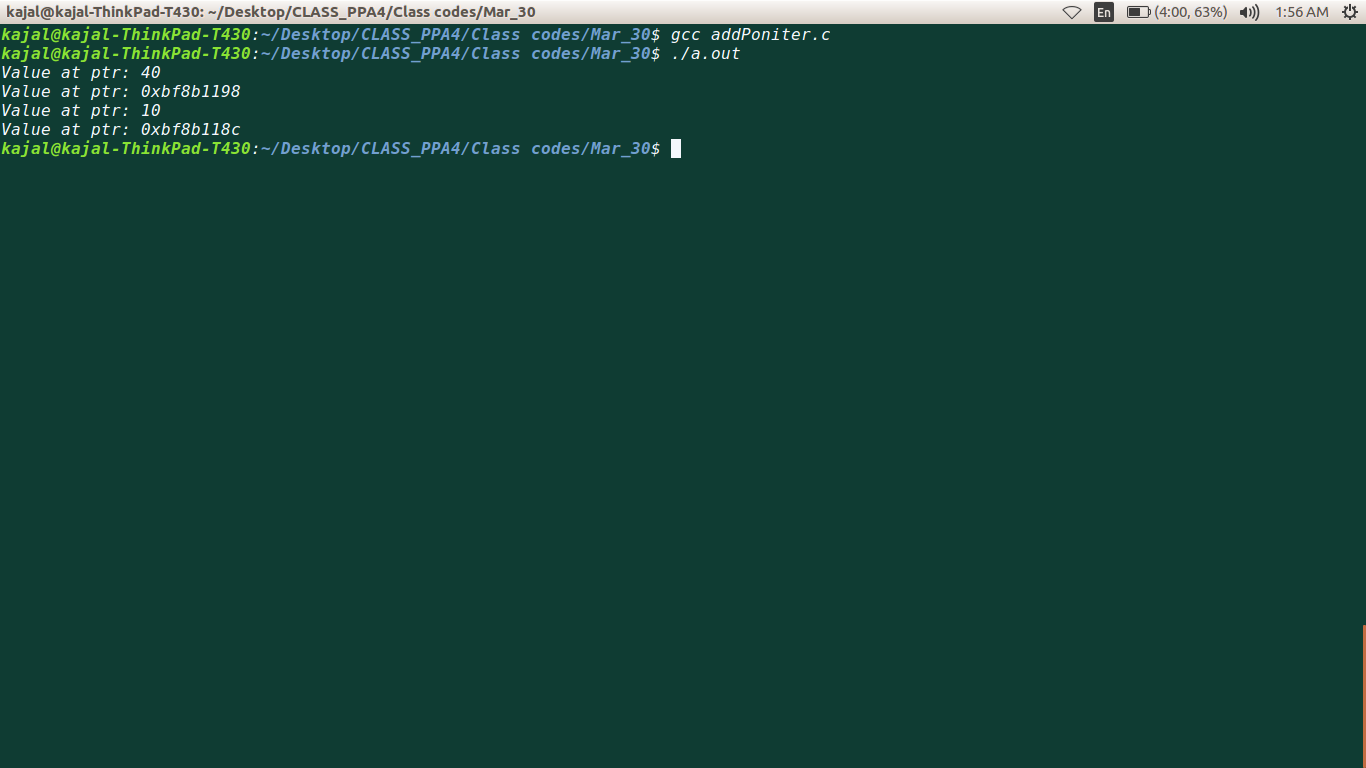 kajal@kajal-ThinkPad-T430: ~/Desktop/CLASS_PPA4/Class codes/Mar_30 En (4:00, 63%) 1:56 AM
kajal@kajal-ThinkPad-T430:~/Desktop/CLASS_PPA4/Class codes/Mar_30$ gcc addPoniter.c
kajal@kajal-ThinkPad-T430:~/Desktop/CLASS_PPA4/Class codes/Mar_30$ ./a.out
Value at ptr: 40
Value at ptr: 0xbf8b1198
Value at ptr: 10
Value at ptr: 0xbf8b118c
kajal@kajal-ThinkPad-T430:~/Desktop/CLASS_PPA4/Class codes/Mar_30$